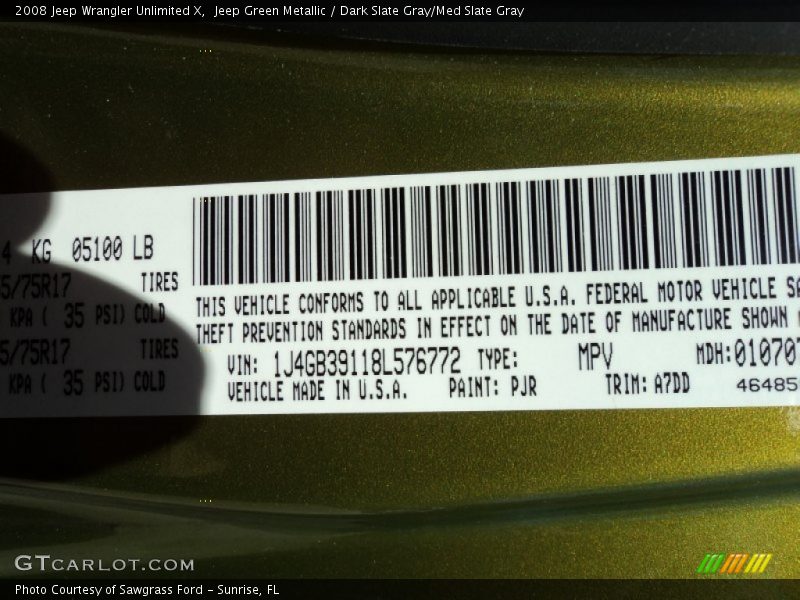 2008 Jeep Wrangler Unlimited X,  Jeep Green Metallic / Dark Slate Gray/Med Slate Gray
4 KG 05100 LB
5/75R17 TIRES
KPA ( 35 PSI) COLD
5/75R17 TIRES
KPA ( 35 PSI) COLD
THIS VEHICLE CONFORMS TO ALL APPLICABLE U.S.A. FEDERAL MOTOR VEHICLE SA
THEFT PREVENTION STANDARDS IN EFFECT ON THE DATE OF MANUFACTURE SHOWN
VIN: 1J4GB39118L576772 TYPE: MPV MDH:010707
VEHICLE MADE IN U.S.A. PAINT: PJR TRIM: A7DD 46485
GTCARLOT.COM
Photo Courtesy of Sawgrass Ford - Sunrise, FL